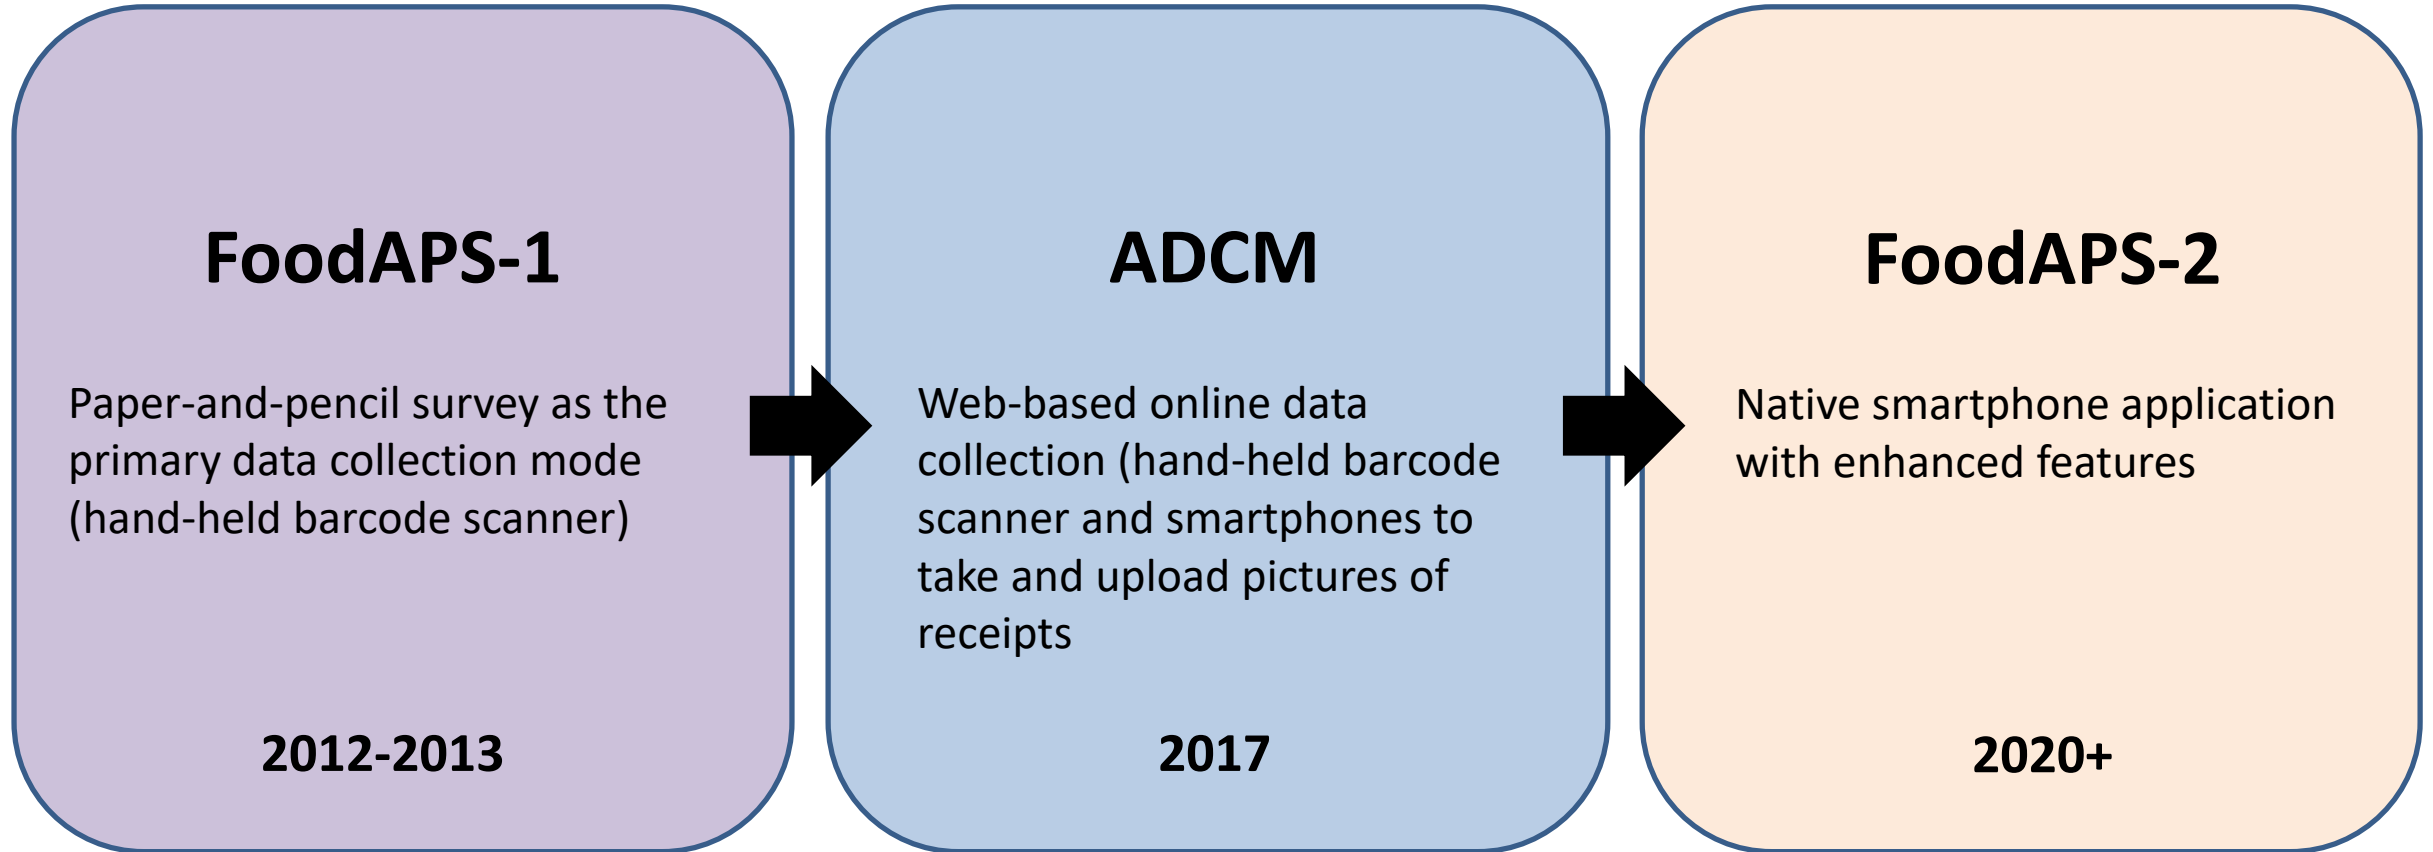 FoodAPS-1
Paper-and-pencil survey as the
primary data collection mode
(hand-held barcode scanner)
2012-2013
ADCM
Web-based online data
collection (hand-held barcode
scanner and smartphones to
take and upload pictures of
receipts
2017
FoodAPS-2
Native smartphone application
with enhanced features
2020+